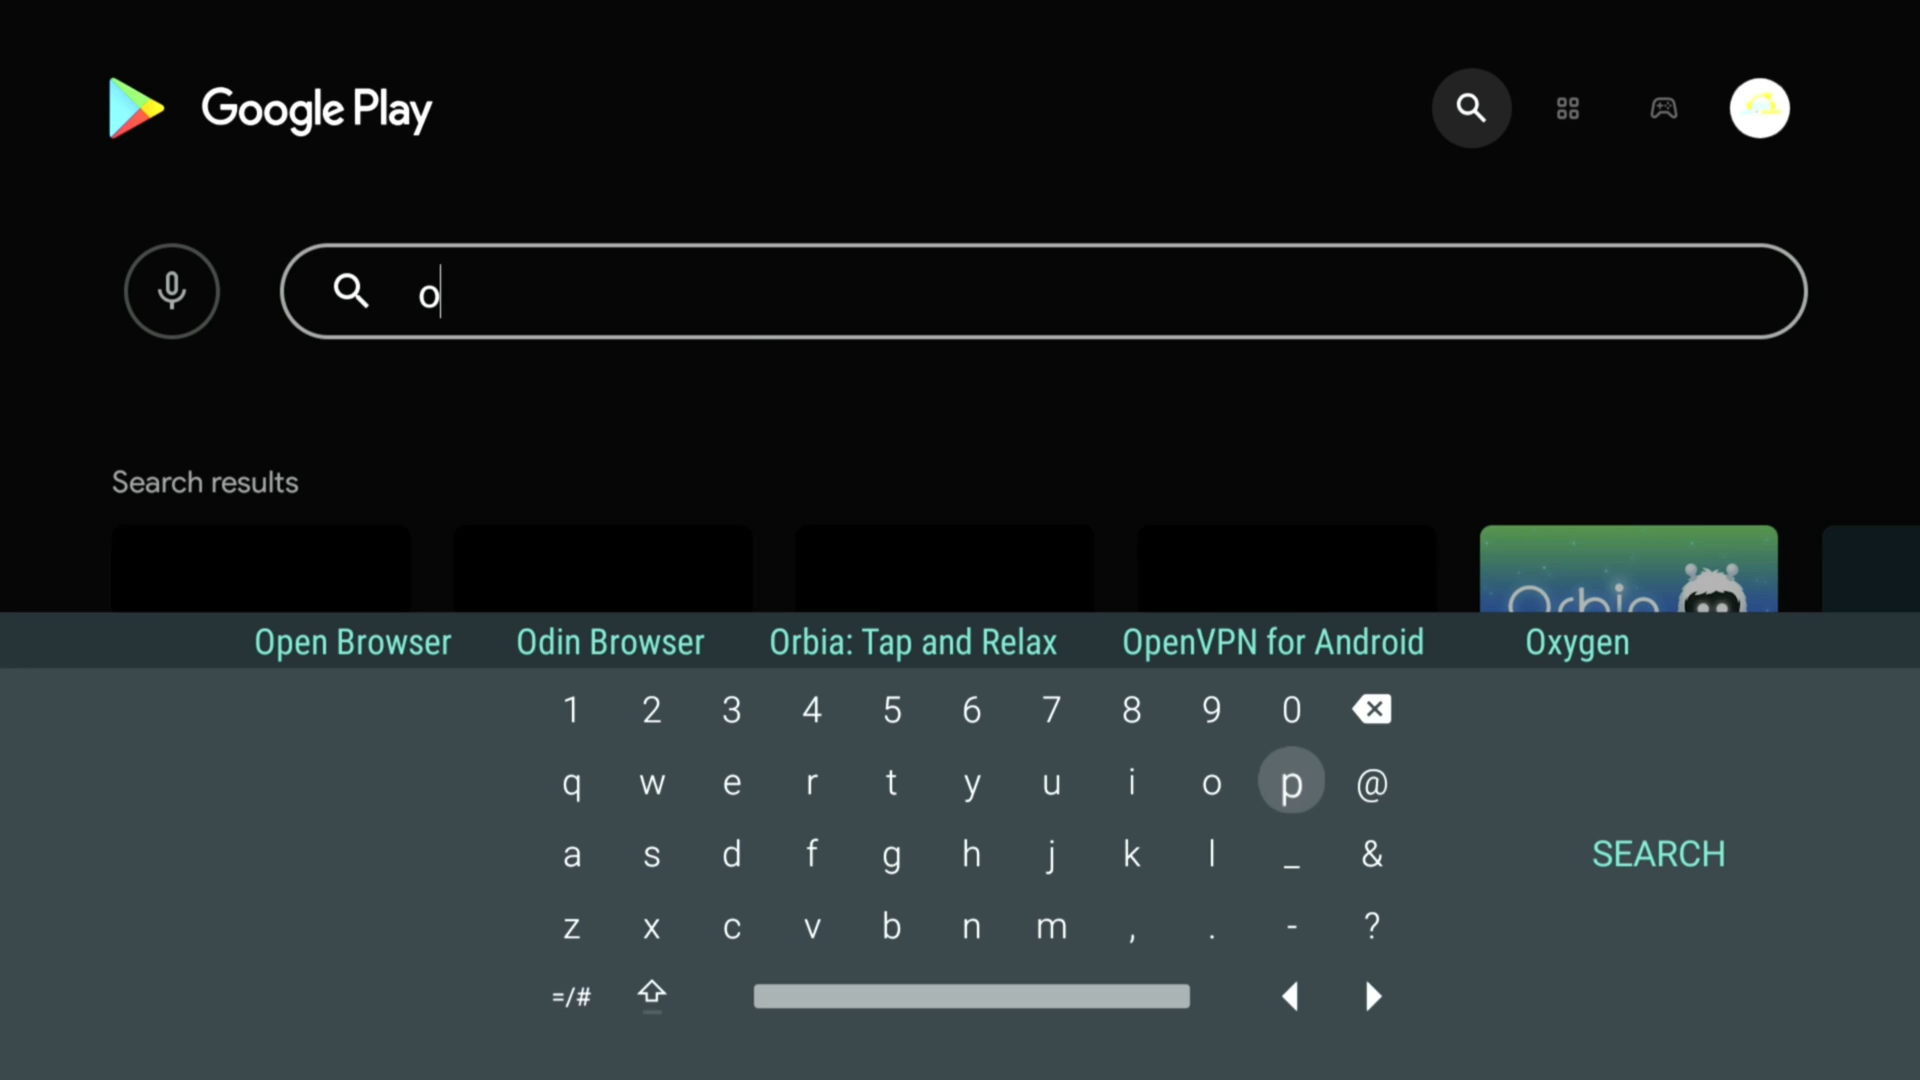 Google Play
o
Search results
Orbia
Open Browser Odin Browser Orbia: Tap and Relax OpenVPN for Android Oxygen
1 2 3 4 5 6 7 8 9 0
q w e r t y u i o p @
a s d f g h j k l _ &
SEARCH
z x c v b n m , . - ?
=/#